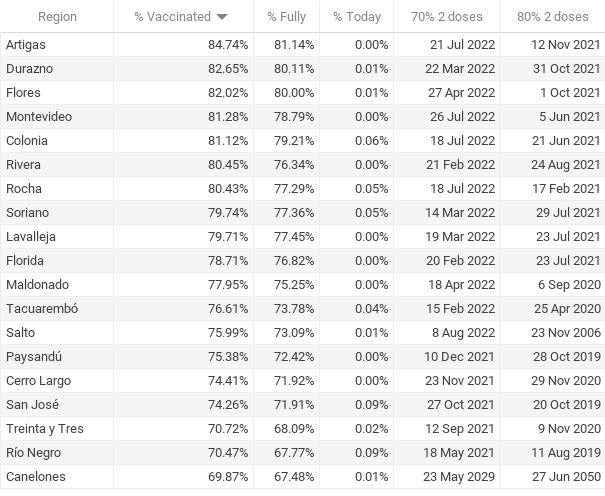 Region % Vaccinated % Fully % Today 70% 2 doses 80% 2 doses
Artigas 84.74% 81.14% 0.00% 21 Jul 2022 12 Nov 2021
Durazno 82.65% 80.11% 0.01% 22 Mar 2022 31 Oct 2021
Flores 82.02% 80.00% 0.01% 27 Apr 2022 1 Oct 2021
Montevideo 81.28% 78.79% 0.00% 26 Jul 2022 5 Jun 2021
Colonia 81.12% 79.21% 0.06% 18 Jul 2022 21 Jun 2021
Rivera 80.45% 76.34% 0.00% 21 Feb 2022 24 Aug 2021
Rocha 80.43% 77.29% 0.05% 18 Jul 2022 17 Feb 2021
Soriano 79.74% 77.36% 0.05% 14 Mar 2022 29 Jul 2021
Lavalleja 79.71% 77.45% 0.00% 19 Mar 2022 23 Jul 2021
Florida 78.71% 76.82% 0.00% 20 Feb 2022 23 Jul 2021
Maldonado 77.95% 75.25% 0.00% 18 Apr 2022 6 Sep 2020
Tacuarembó 76.61% 73.78% 0.04% 15 Feb 2022 25 Apr 2020
Salto 75.99% 73.09% 0.01% 8 Aug 2022 23 Nov 2006
Paysandú 75.38% 72.42% 0.00% 10 Dec 2021 28 Oct 2019
Cerro Largo 74.41% 71.92% 0.00% 23 Nov 2021 29 Nov 2020
San José 74.26% 71.91% 0.09% 27 Oct 2021 20 Oct 2019
Treinta y Tres 70.72% 68.09% 0.02% 12 Sep 2021 9 Nov 2020
Río Negro 70.47% 67.77% 0.09% 18 May 2021 11 Aug 2019
Canelones 69.87% 67.48% 0.01% 23 May 2029 27 Jun 2050